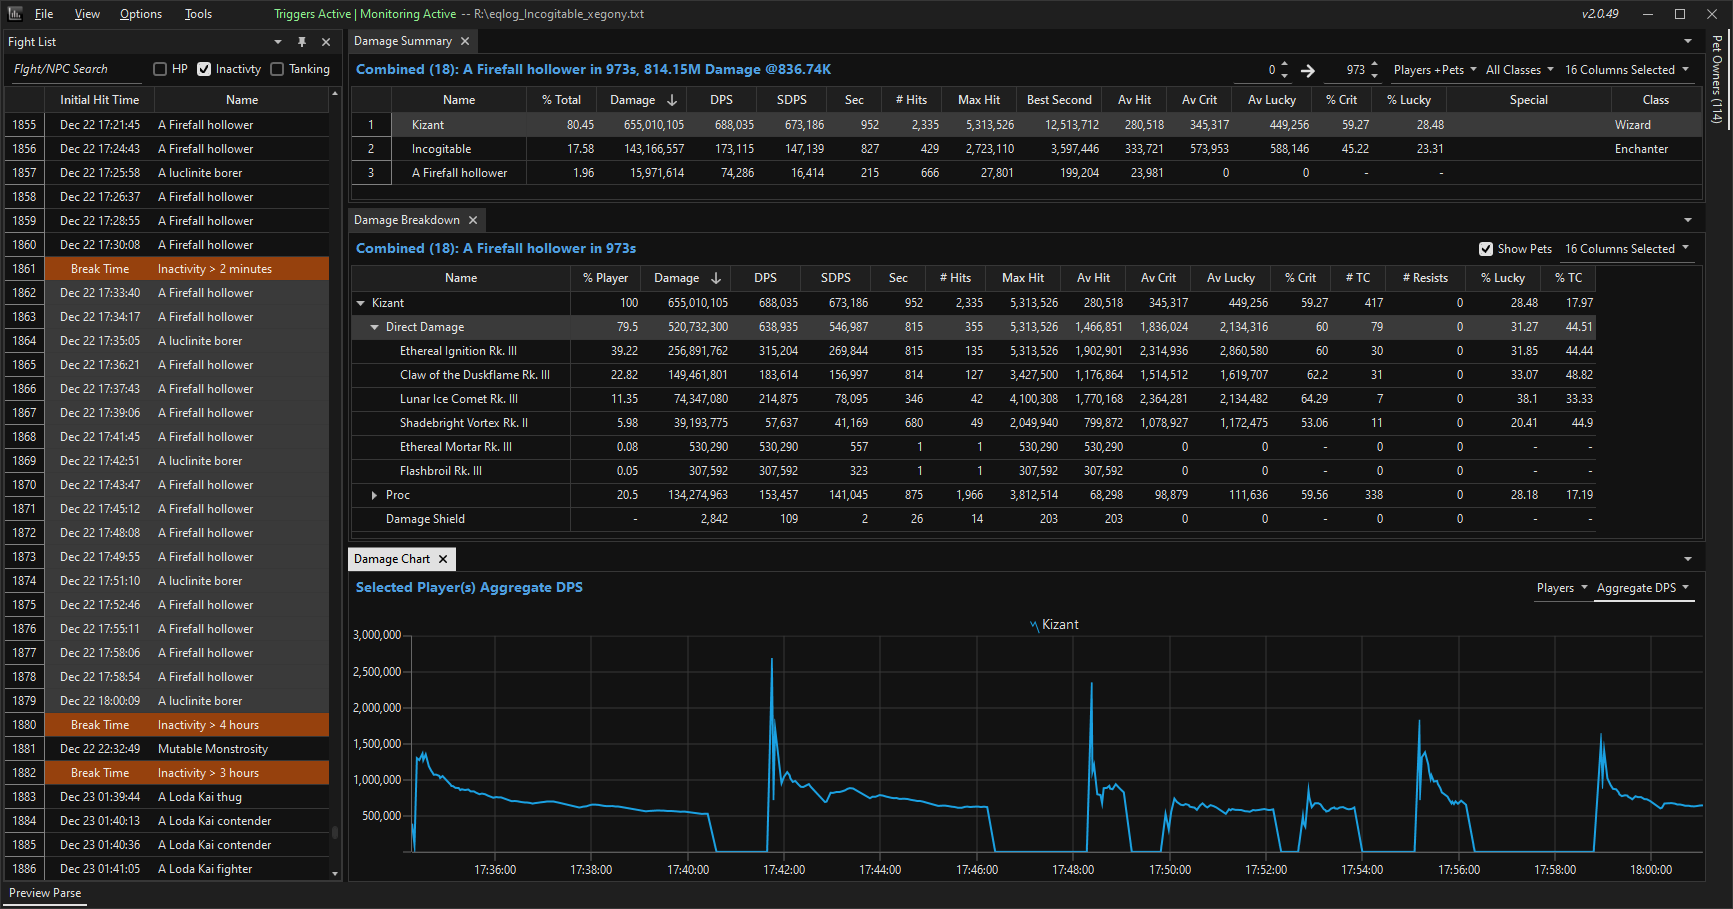 File View Options Tools Triggers Active | Monitoring Active -- R:\eqlog_Incogitable_xegony.txt v2.0.49
Fight List
Fight/NPC Search HP Inactivty Tanking
Initial Hit Time Name
1855 Dec 22 17:21:45 A Firefall hollower
1856 Dec 22 17:24:43 A Firefall hollower
1857 Dec 22 17:25:58 A luclinite borer
1858 Dec 22 17:26:37 A Firefall hollower
1859 Dec 22 17:28:55 A Firefall hollower
1860 Dec 22 17:30:08 A Firefall hollower
1861 Break Time Inactivity > 2 minutes
1862 Dec 22 17:33:40 A Firefall hollower
1863 Dec 22 17:34:17 A Firefall hollower
1864 Dec 22 17:35:05 A luclinite borer
1865 Dec 22 17:36:21 A Firefall hollower
1866 Dec 22 17:37:43 A Firefall hollower
1867 Dec 22 17:39:06 A Firefall hollower
1868 Dec 22 17:41:45 A Firefall hollower
1869 Dec 22 17:42:51 A luclinite borer
1870 Dec 22 17:43:47 A Firefall hollower
1871 Dec 22 17:45:12 A Firefall hollower
1872 Dec 22 17:48:08 A Firefall hollower
1873 Dec 22 17:49:55 A Firefall hollower
1874 Dec 22 17:51:10 A luclinite borer
1875 Dec 22 17:52:46 A Firefall hollower
1876 Dec 22 17:55:11 A Firefall hollower
1877 Dec 22 17:58:06 A Firefall hollower
1878 Dec 22 17:58:54 A Firefall hollower
1879 Dec 22 18:00:09 A luclinite borer
1880 Break Time Inactivity > 4 hours
1881 Dec 22 22:32:49 Mutable Monstrosity
1882 Break Time Inactivity > 3 hours
1883 Dec 23 01:39:44 A Loda Kai thug
1884 Dec 23 01:40:13 A Loda Kai contender
1885 Dec 23 01:40:36 A Loda Kai contender
1886 Dec 23 01:41:05 A Loda Kai fighter
Preview Parse
Damage Summary
Combined (18): A Firefall hollower in 973s, 814.15M Damage @836.74K 0 973 Players +Pets All Classes 16 Columns Selected
Name % Total Damage DPS SDPS Sec # Hits Max Hit Best Second Av Hit Av Crit Av Lucky % Crit % Lucky Special Class
1 Kizant 80.45 655,010,105 688,035 673,186 952 2,335 5,313,526 12,513,712 280,518 345,317 449,256 59.27 28.48 Wizard
2 Incogitable 17.58 143,166,557 173,115 147,139 827 429 2,723,110 3,597,446 333,721 573,953 588,146 45.22 23.31 Enchanter
3 A Firefall hollower 1.96 15,971,614 74,286 16,414 215 666 27,801 199,204 23,981 0 0 - -
Damage Breakdown
Combined (18): A Firefall hollower in 973s Show Pets 16 Columns Selected
Name % Player Damage DPS SDPS Sec # Hits Max Hit Av Hit Av Crit Av Lucky % Crit # TC # Resists % Lucky % TC
Kizant 100 655,010,105 688,035 673,186 952 2,335 5,313,526 280,518 345,317 449,256 59.27 417 0 28.48 17.97
Direct Damage 79.5 520,732,300 638,935 546,987 815 355 5,313,526 1,466,851 1,836,024 2,134,316 60 79 0 31.27 44.51
Ethereal Ignition Rk. III 39.22 256,891,762 315,204 269,844 815 135 5,313,526 1,902,901 2,314,936 2,860,580 60 30 0 31.85 44.44
Claw of the Duskflame Rk. III 22.82 149,461,801 183,614 156,997 814 127 3,427,500 1,176,864 1,514,512 1,619,707 62.2 31 0 33.07 48.82
Lunar Ice Comet Rk. III 11.35 74,347,080 214,875 78,095 346 42 4,100,308 1,770,168 2,364,281 2,134,482 64.29 7 0 38.1 33.33
Shadebright Vortex Rk. II 5.98 39,193,775 57,637 41,169 680 49 2,049,940 799,872 1,078,927 1,172,475 53.06 11 0 20.41 44.9
Ethereal Mortar Rk. III 0.08 530,290 530,290 557 1 1 530,290 530,290 0 0 - 0 0 - -
Flashbroil Rk. III 0.05 307,592 307,592 323 1 1 307,592 307,592 0 0 - 0 0 - -
Proc 20.5 134,274,963 153,457 141,045 875 1,966 3,812,514 68,298 98,879 111,636 59.56 338 0 28.18 17.19
Damage Shield - 2,842 109 2 26 14 203 203 0 0 - 0 0 - -
Damage Chart
Selected Player(s) Aggregate DPS Players Aggregate DPS
Kizant
3,000,000
2,500,000
2,000,000
1,500,000
1,000,000
500,000
17:36:00 17:38:00 17:40:00 17:42:00 17:44:00 17:46:00 17:48:00 17:50:00 17:52:00 17:54:00 17:56:00 17:58:00 18:00:00
Pet Owners (114)